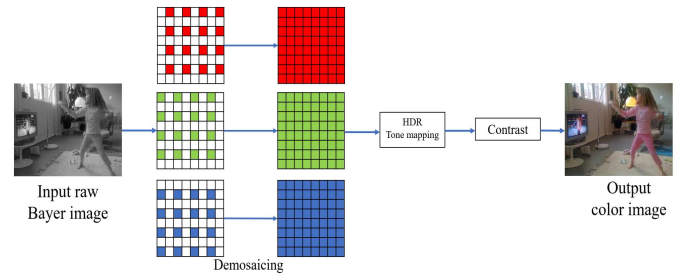 HDR
Tone mapping
Contrast
Input raw
Bayer image
Output
color image
Demosaicing